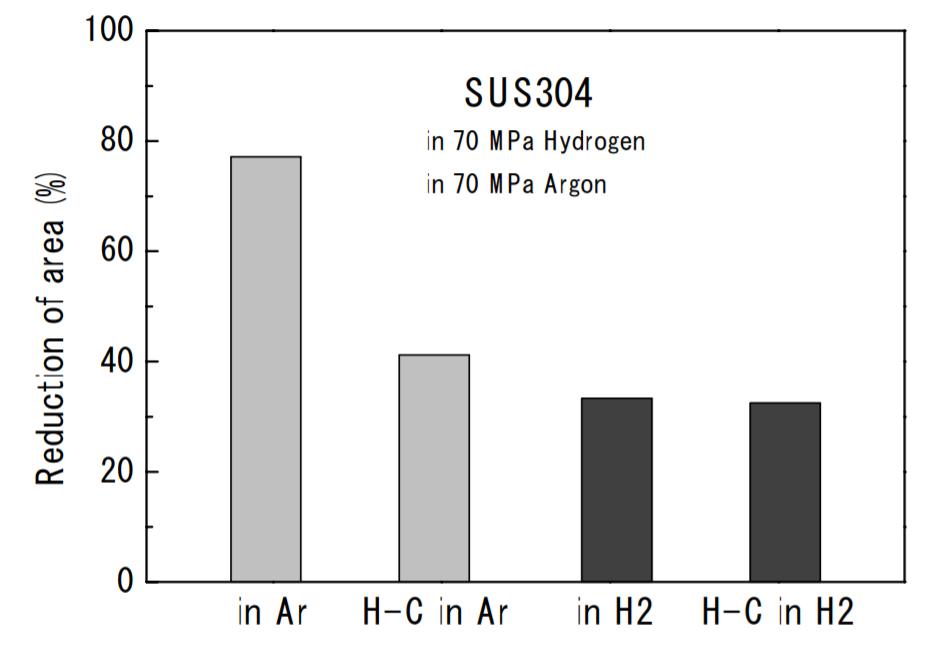 100
80
60
40
20
0
Reduction of area (%)
SUS304
in 70 MPa Hydrogen
in 70 MPa Argon
in Ar
H-C in Ar
in H2
H-C in H2